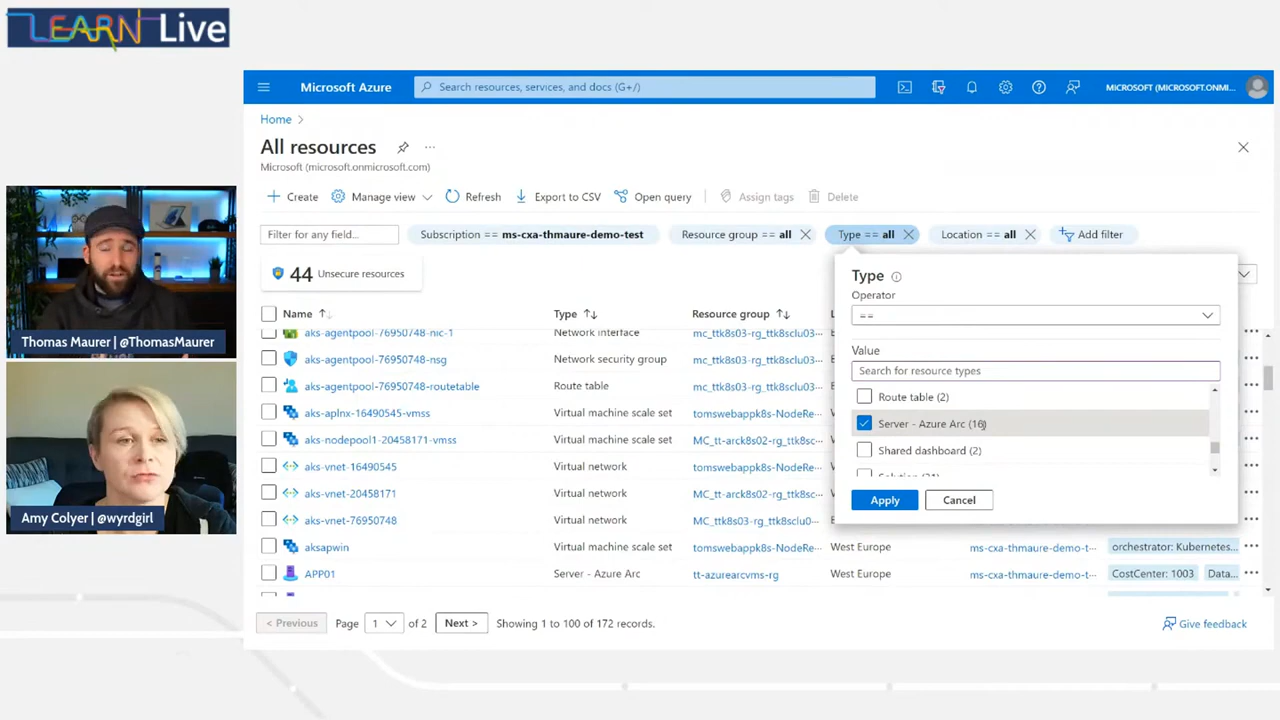 LEARN Live
Microsoft Azure
Search resources, services, and docs (G+/)
MICROSOFT (MICROSOFT.ONMI...
Home
All resources
Microsoft (microsoft.onmicrosoft.com)
Create Manage view Refresh Export to CSV Open query Assign tags Delete
Filter for any field... Subscription == ms-cxa-thmaure-demo-test Resource group == all Type == all Location == all Add filter
44 Unsecure resources
Name Type Resource group
aks-agentpool-76950748-nic-1 Network interface mc_ttk8s03-rg_ttk8sclu03...
aks-agentpool-76950748-nsg Network security group mc_ttk8s03-rg_ttk8sclu03...
aks-agentpool-76950748-routetable Route table mc_ttk8s03-rg_ttk8sclu03...
aks-aplnx-16490545-vmss Virtual machine scale set tomswebappk8s-NodeRe...
aks-nodepool1-20458171-vmss Virtual machine scale set MC_tt-arck8s02-rg_ttk8s...
aks-vnet-16490545 Virtual network tomswebappk8s-NodeRe...
aks-vnet-20458171 Virtual network MC_tt-arck8s02-rg_ttk8s...
aks-vnet-76950748 Virtual network MC_ttk8s03-rg_ttk8sclu0...
aksapwin Virtual machine scale set tomswebappk8s-NodeRe... West Europe ms-cxa-thmaure-demo-t... orchestrator: Kubernetes...
APP01 Server - Azure Arc tt-azurearcvms-rg West Europe ms-cxa-thmaure-demo-t... CostCenter: 1003 Data...
Type
Operator
==
Value
Search for resource types
Route table (2)
Server - Azure Arc (16)
Shared dashboard (2)
Apply Cancel
< Previous Page 1 of 2 Next > Showing 1 to 100 of 172 records.
Give feedback
Thomas Maurer | @ThomasMaurer
Amy Colyer | @wyrdgirl